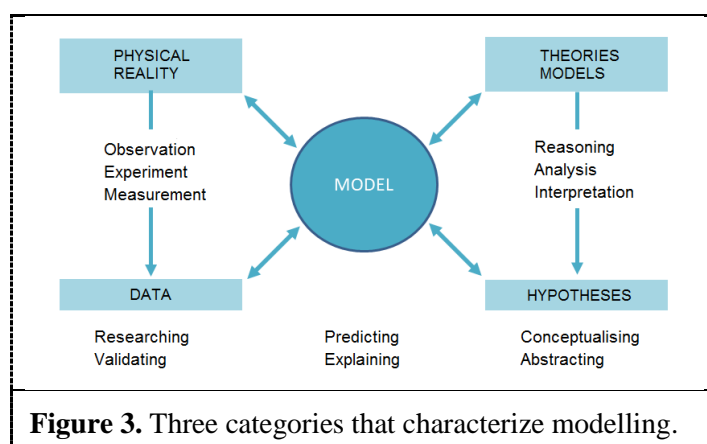 PHYSICAL
REALITY
THEORIES
MODELS
Observation
Experiment
Measurement
MODEL
Reasoning
Analysis
Interpretation
DATA
HYPOTHESES
Researching
Validating
Predicting
Explaining
Conceptualising
Abstracting
Figure 3. Three categories that characterize modelling.